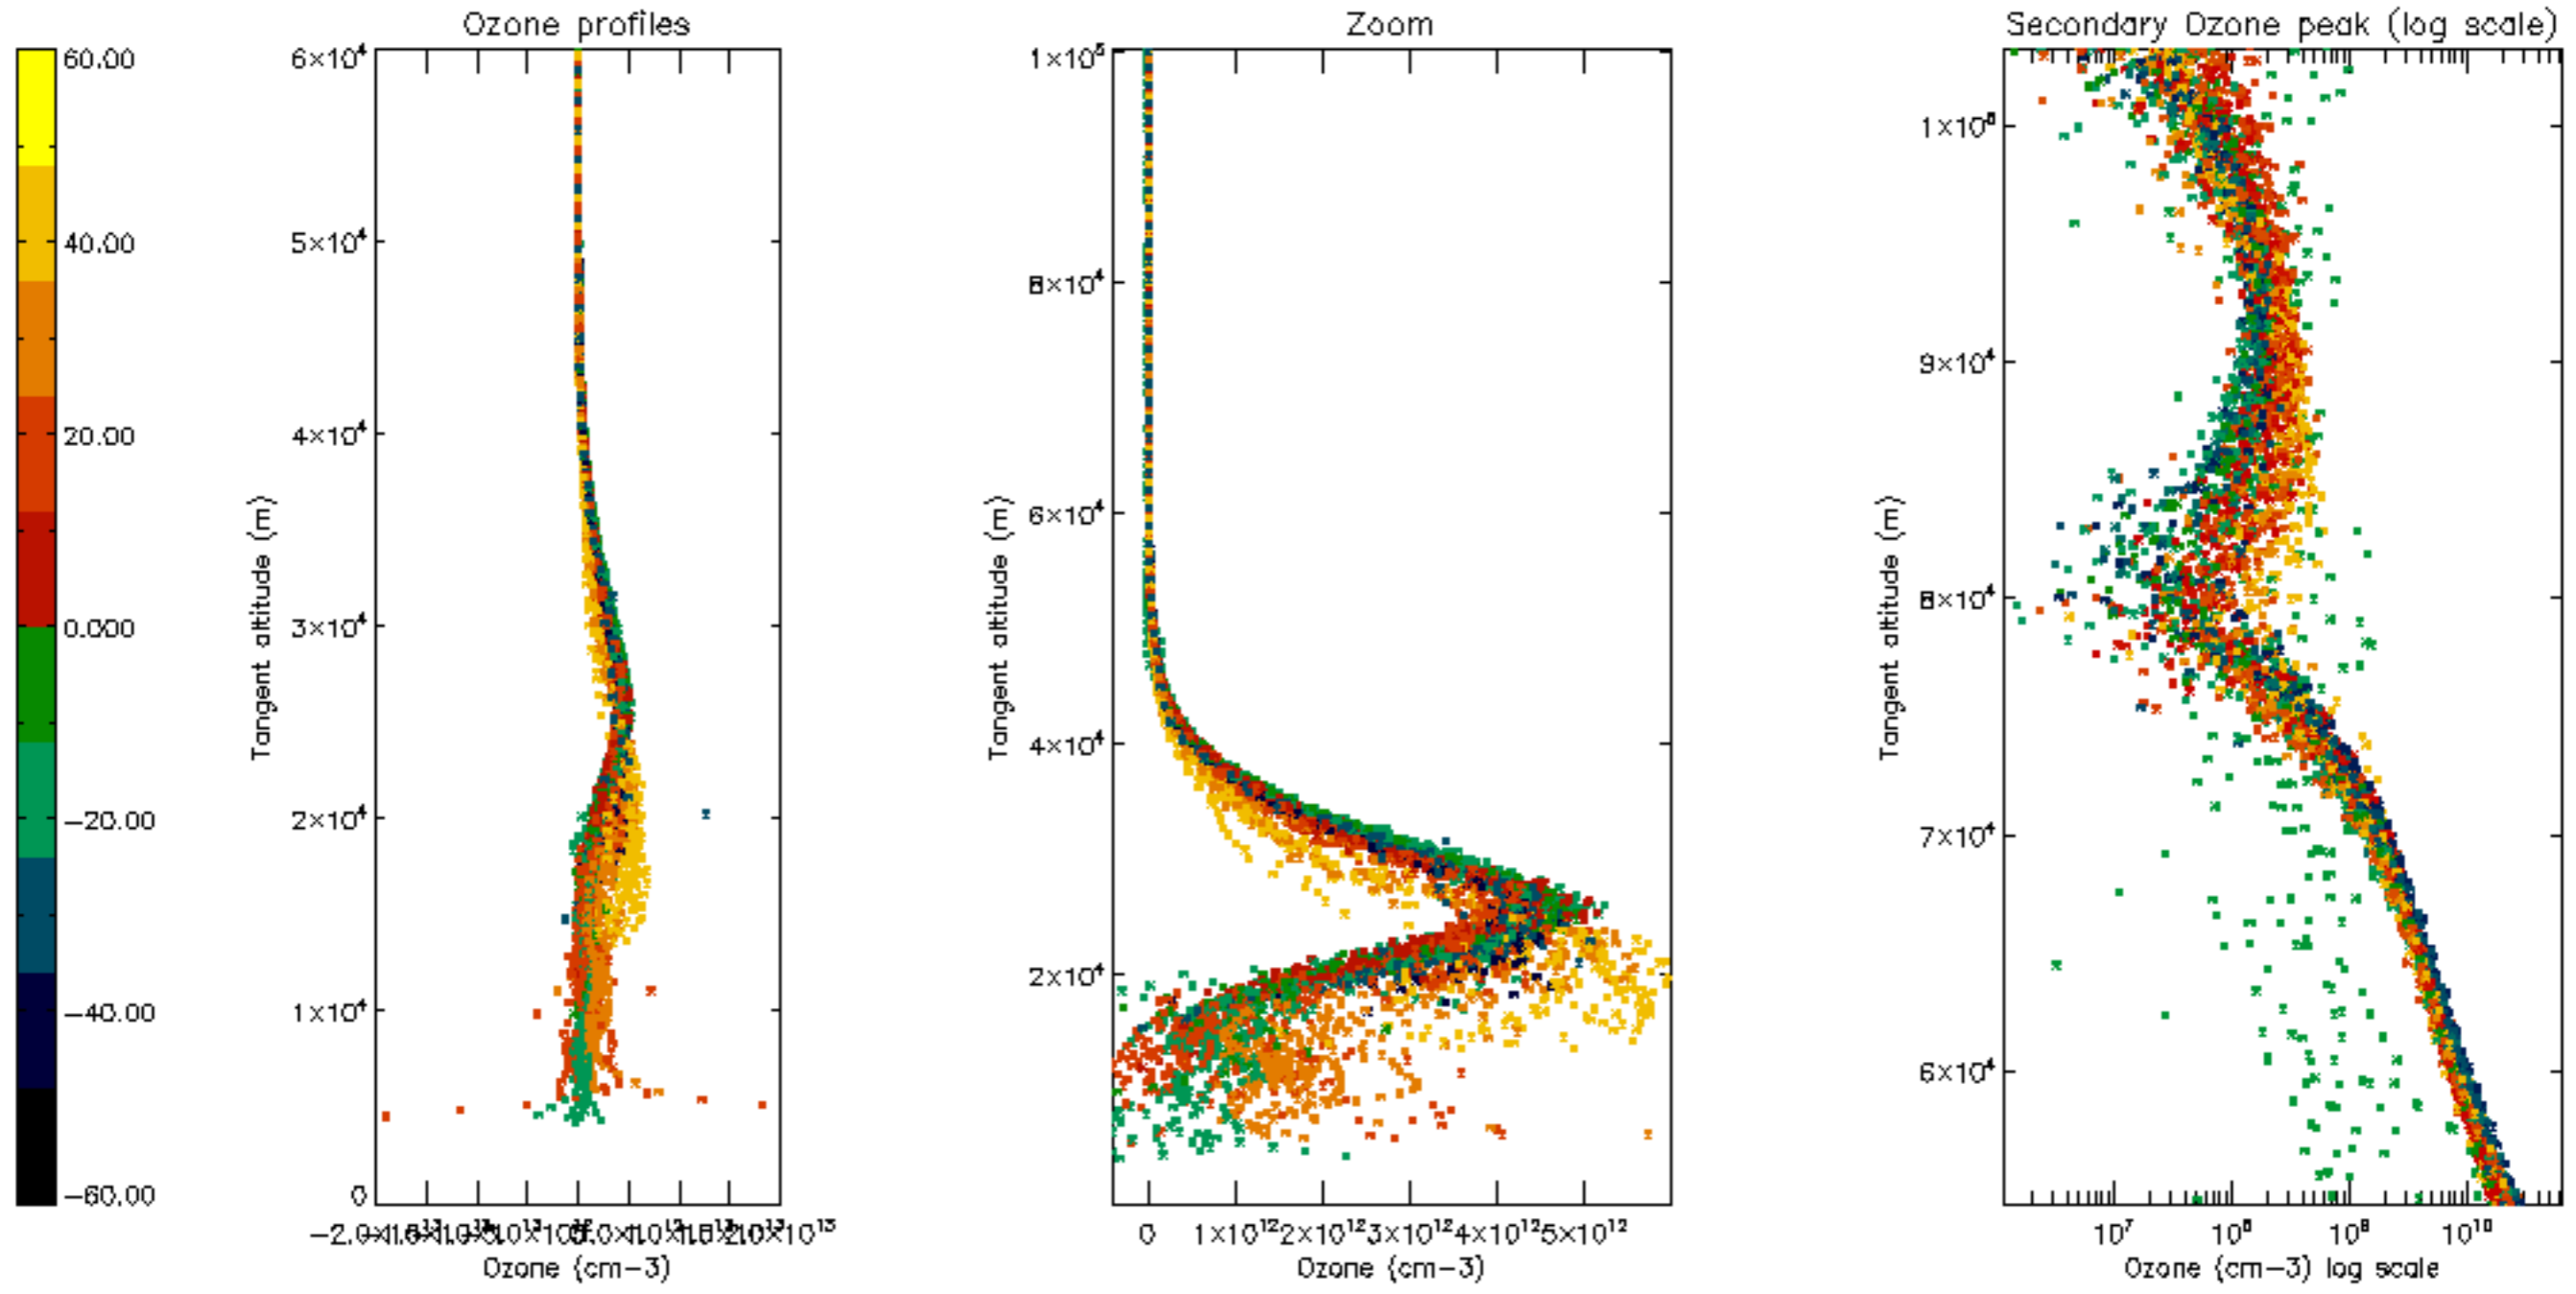 Ozone profiles
Zoom
Secondary Ozone peak (log scale)
60.00
40.00
20.00
0.000
−20.00
−40.00
−60.00
Tangent altitude (m)
6×10⁴
5×10⁴
4×10⁴
3×10⁴
2×10⁴
1×10⁴
0
Ozone (cm−3)
Tangent altitude (m)
1×10⁵
8×10⁴
6×10⁴
4×10⁴
2×10⁴
0 1×10¹² 2×10¹² 3×10¹² 4×10¹² 5×10¹²
Ozone (cm−3)
Tangent altitude (m)
1×10⁵
9×10⁴
8×10⁴
7×10⁴
6×10⁴
10⁷ 10⁸ 10⁹ 10¹⁰
Ozone (cm−3) log scale